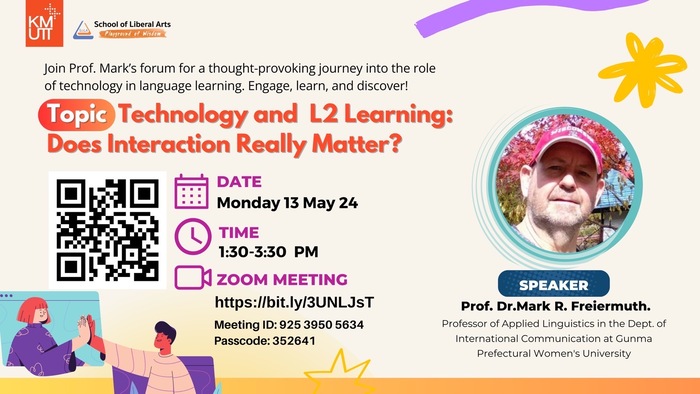 KM
UTT
School of Liberal Arts
Playground of Wisdom
Join Prof. Mark's forum for a thought-provoking journey into the role
of technology in language learning. Engage, learn, and discover!
Topic Technology and L2 Learning:
Does Interaction Really Matter?
DATE
Monday 13 May 24
TIME
1:30-3:30 PM
ZOOM MEETING
https://bit.ly/3UNLJsT
Meeting ID: 925 3950 5634
Passcode: 352641
SPEAKER
Prof. Dr.Mark R. Freiermuth.
Professor of Applied Linguistics in the Dept. of
International Communication at Gunma
Prefectural Women's University